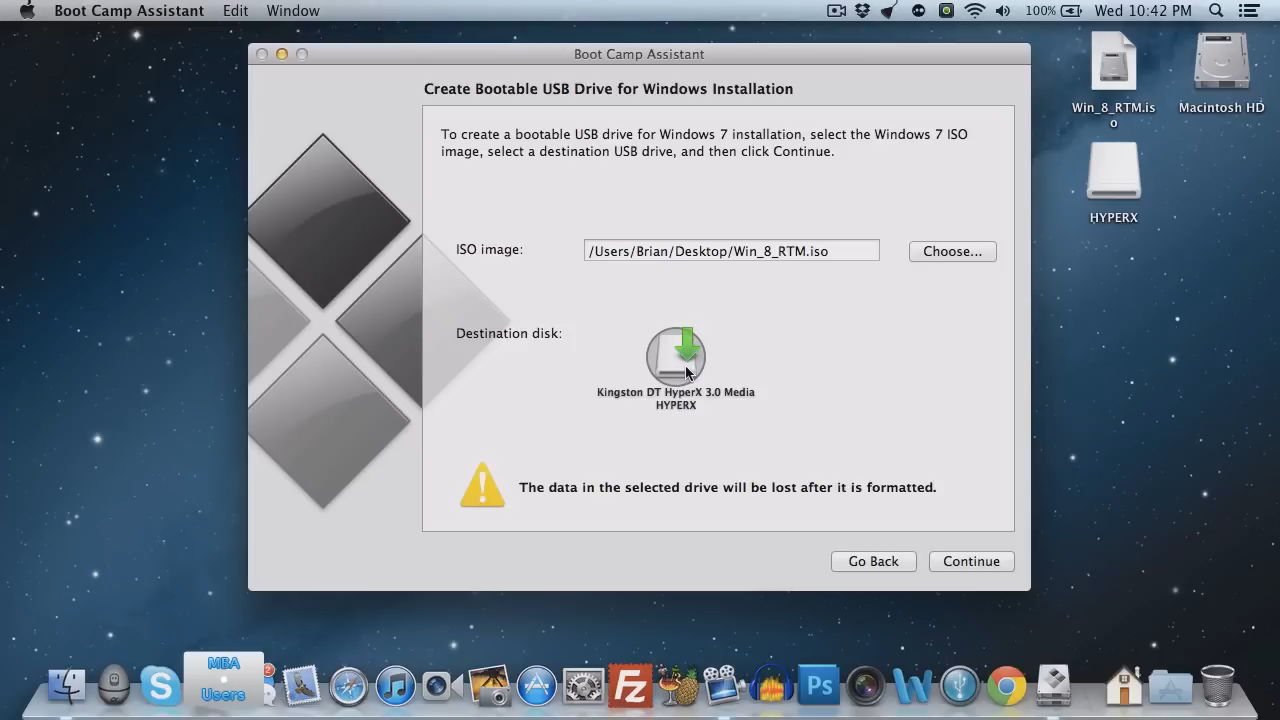 Boot Camp Assistant Edit Window
100% Wed 10:42 PM
Boot Camp Assistant
Create Bootable USB Drive for Windows Installation
To create a bootable USB drive for Windows 7 installation, select the Windows 7 ISO
image, select a destination USB drive, and then click Continue.
ISO image:
/Users/Brian/Desktop/Win_8_RTM.iso
Choose...
Destination disk:
Kingston DT HyperX 3.0 Media
HYPERX
The data in the selected drive will be lost after it is formatted.
Go Back
Continue
Win_8_RTM.is
o
Macintosh HD
HYPERX
MBA
Users
2
S
Fz
Ps
W